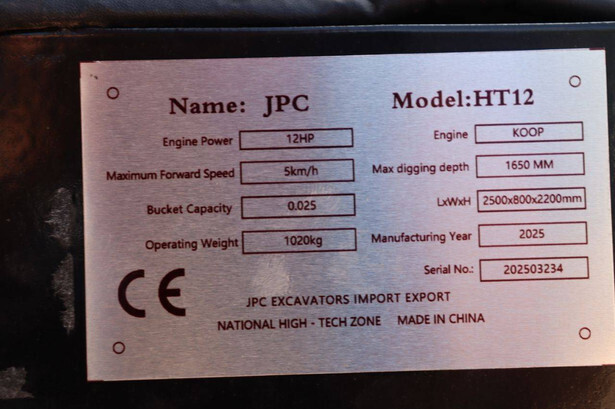 Name: JPC Model:HT12
Engine Power 12HP Engine KOOP
Maximum Forward Speed 5km/h Max digging depth 1650 MM
Bucket Capacity 0.025 LxWxH 2500x800x2200mm
Operating Weight 1020kg Manufacturing Year 2025
Serial No.: 202503234
CE
JPC EXCAVATORS IMPORT EXPORT
NATIONAL HIGH - TECH ZONE MADE IN CHINA